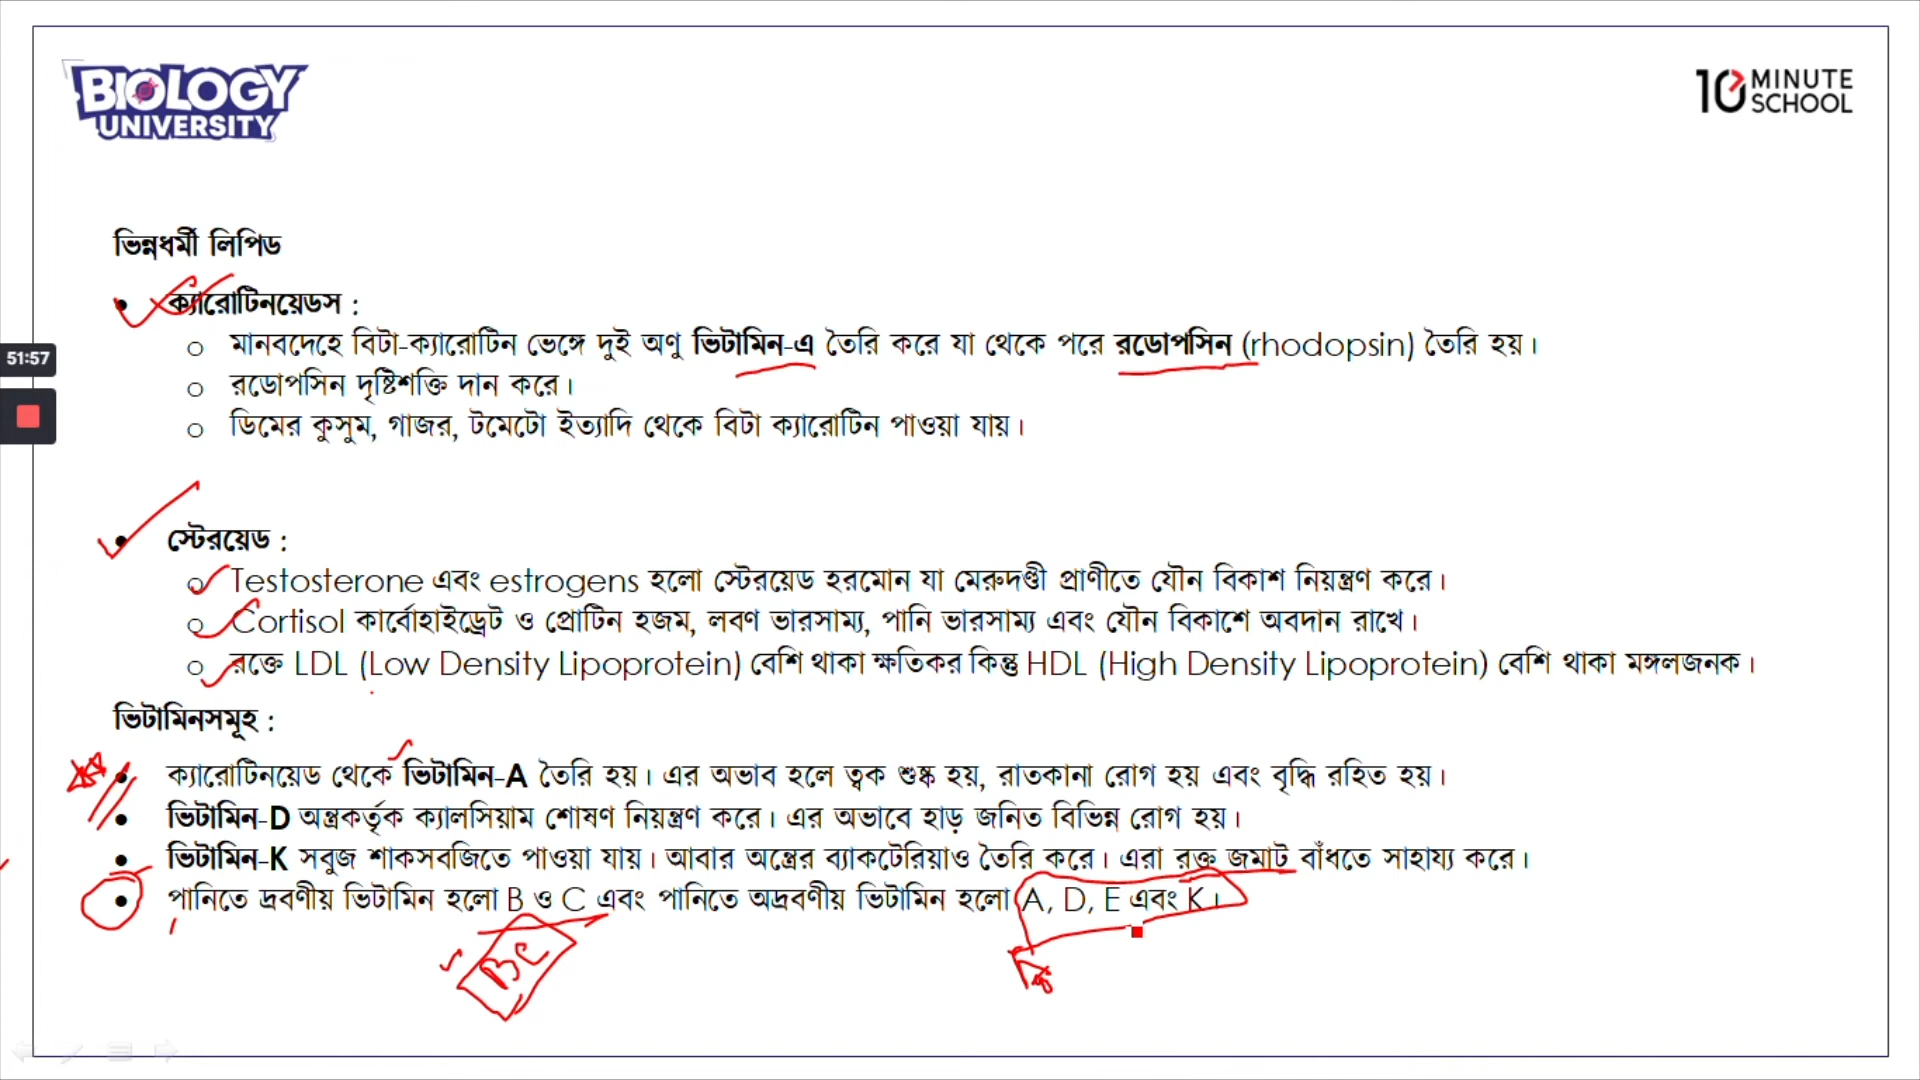 BIOLOGY
UNIVERSITY
10 MINUTE
SCHOOL
ভিন্নধর্মী লিপিড
• ক্যারোটিনয়েডস :
o মানবদেহে বিটা-ক্যারোটিন ভেঙ্গে দুই অণু ভিটামিন-এ তৈরি করে যা থেকে পরে রডোপসিন (rhodopsin) তৈরি হয়।
51:57
o রডোপসিন দৃষ্টিশক্তি দান করে।
o ডিমের কুসুম, গাজর, টমেটো ইত্যাদি থেকে বিটা ক্যারোটিন পাওয়া যায়।
• স্টেরয়েড :
o Testosterone এবং estrogens হলো স্টেরয়েড হরমোন যা মেরুদণ্ডী প্রাণীতে যৌন বিকাশ নিয়ন্ত্রণ করে।
o Cortisol কার্বোহাইড্রেট ও প্রোটিন হজম, লবণ ভারসাম্য, পানি ভারসাম্য এবং যৌন বিকাশে অবদান রাখে।
o রক্তে LDL (Low Density Lipoprotein) বেশি থাকা ক্ষতিকর কিন্তু HDL (High Density Lipoprotein) বেশি থাকা মঙ্গলজনক।
ভিটামিনসমূহ :
• ক্যারোটিনয়েড থেকে ভিটামিন-A তৈরি হয়। এর অভাব হলে ত্বক শুষ্ক হয়, রাতকানা রোগ হয় এবং বৃদ্ধি রহিত হয়।
• ভিটামিন-D অন্ত্রকর্তৃক ক্যালসিয়াম শোষণ নিয়ন্ত্রণ করে। এর অভাবে হাড় জনিত বিভিন্ন রোগ হয়।
• ভিটামিন-K সবুজ শাকসবজিতে পাওয়া যায়। আবার অন্ত্রের ব্যাকটেরিয়াও তৈরি করে। এরা রক্ত জমাট বাঁধতে সাহায্য করে।
• পানিতে দ্রবণীয় ভিটামিন হলো B ও C এবং পানিতে অদ্রবণীয় ভিটামিন হলো A, D, E এবং K।
BC